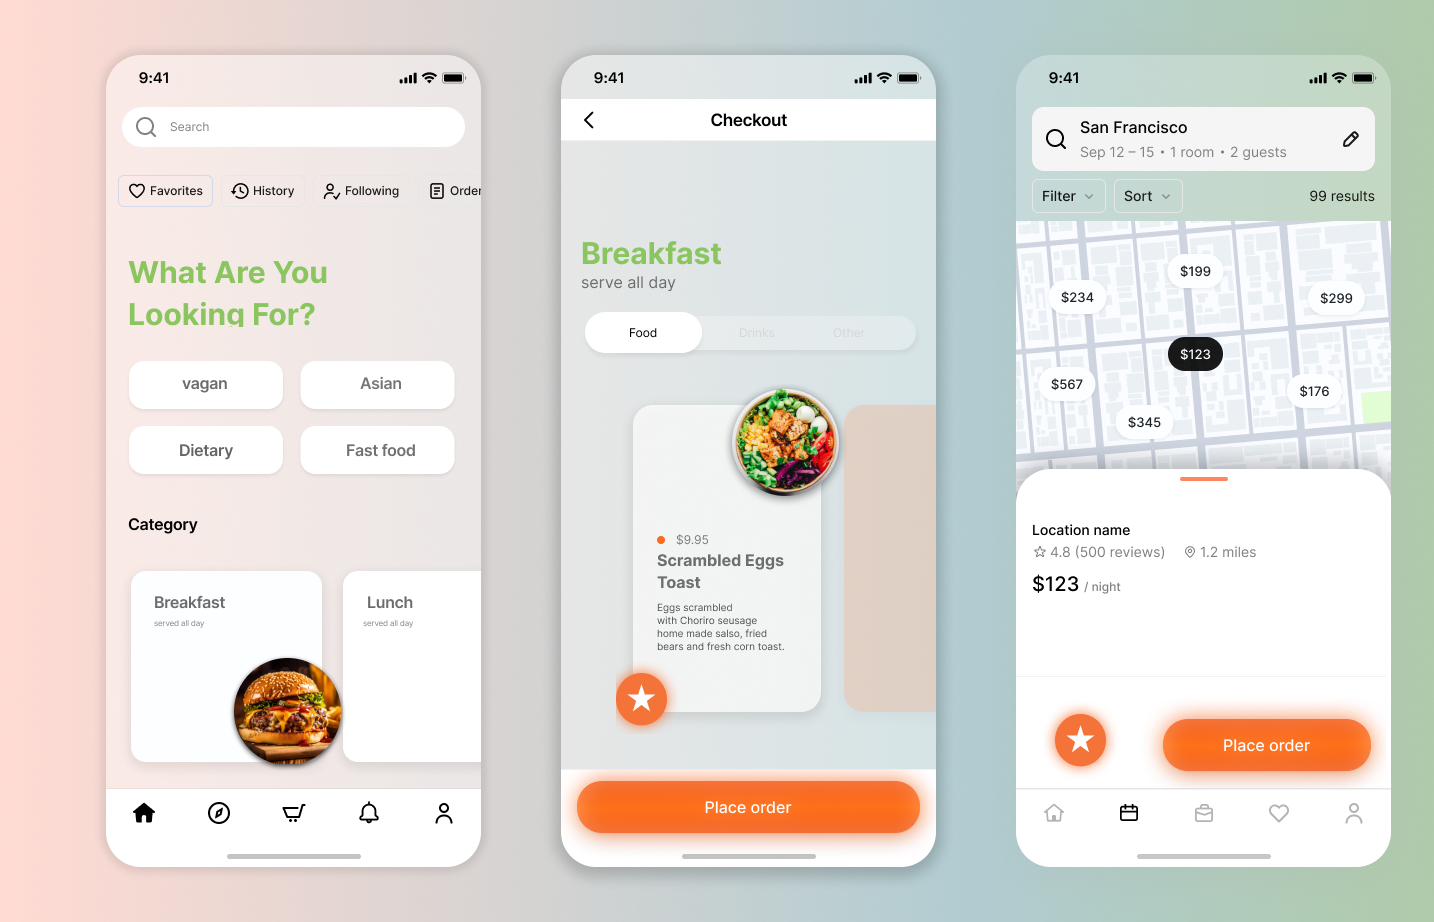 9:41
Search
Favorites
History
Following
Order
What Are You
Looking For?
vagan
Asian
Dietary
Fast food
Category
Breakfast
served all day
Lunch
served all day
9:41
Checkout
Breakfast
serve all day
Food
Drinks
Other
$9.95
Scrambled Eggs
Toast
Eggs scrambled
with Choriro seusage
home made salso, fried
bears and fresh corn toast.
Place order
9:41
San Francisco
Sep 12 – 15 • 1 room • 2 guests
Filter
Sort
99 results
$199
$234
$299
$123
$567
$176
$345
Location name
4.8 (500 reviews)
1.2 miles
$123 / night
Place order